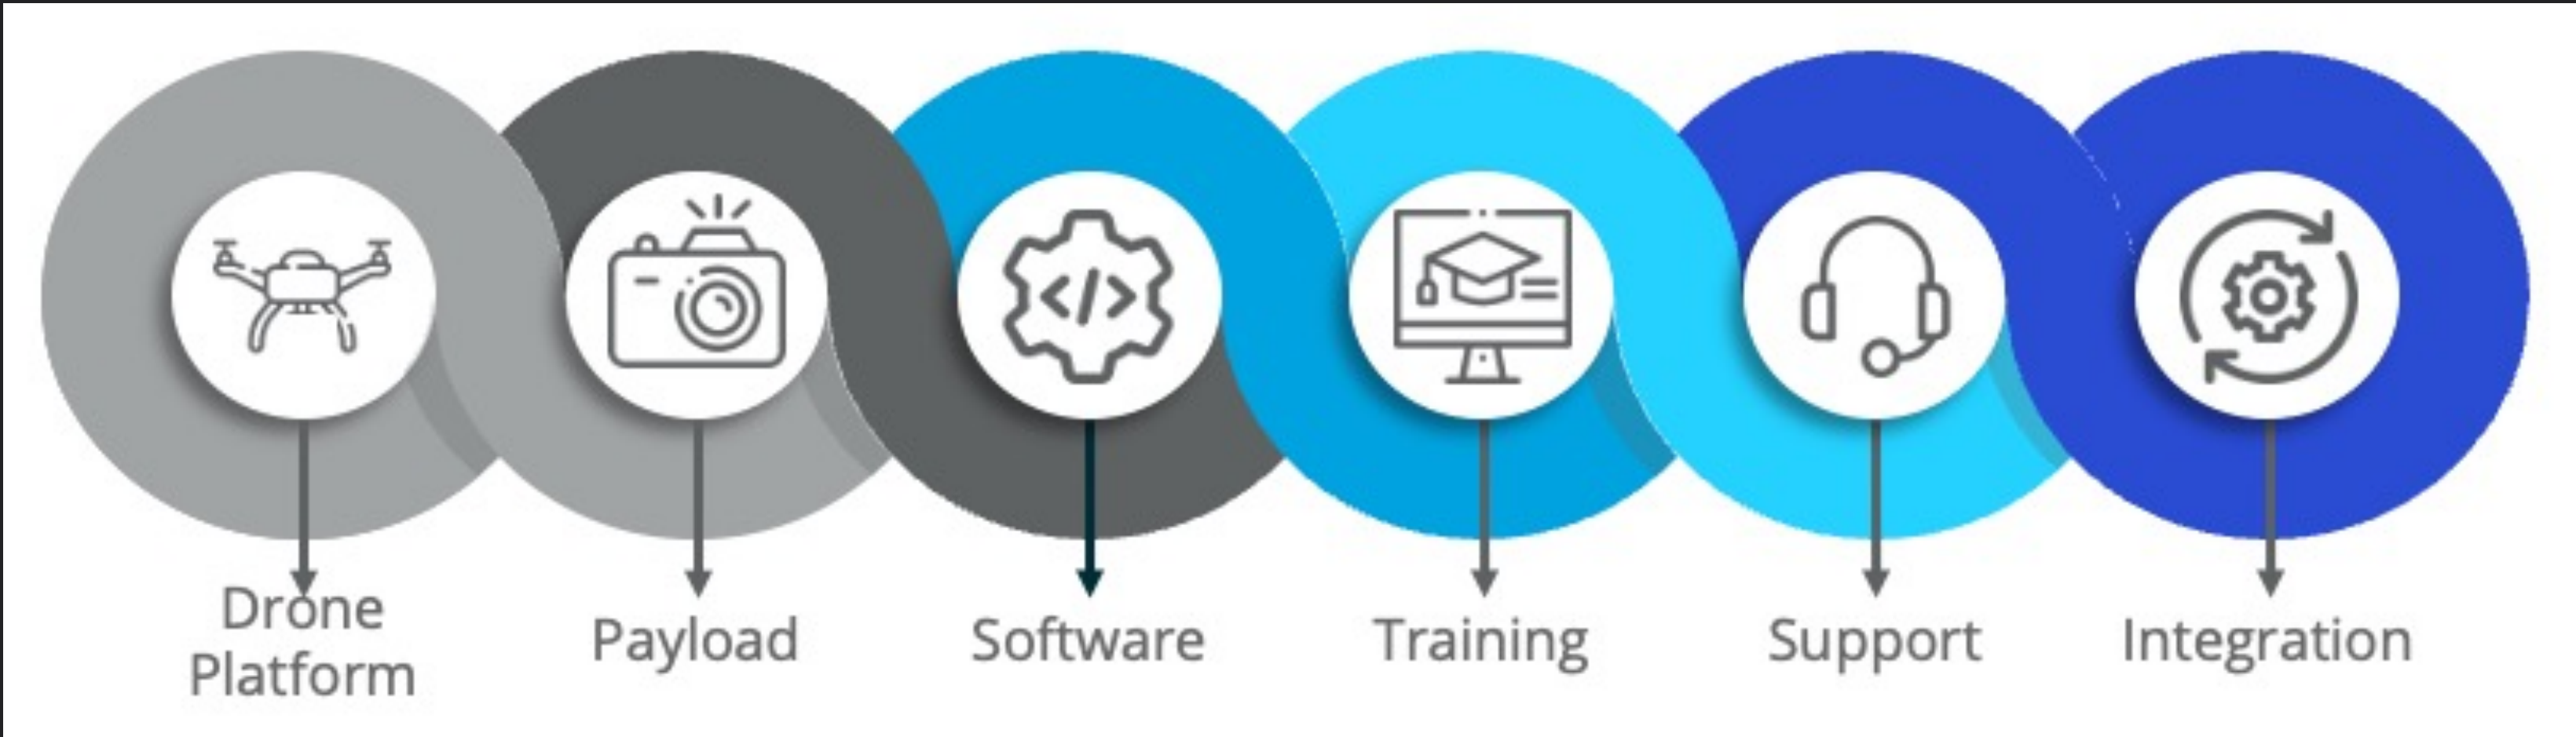 Drone
Platform
Payload
Software
Training
Support
Integration